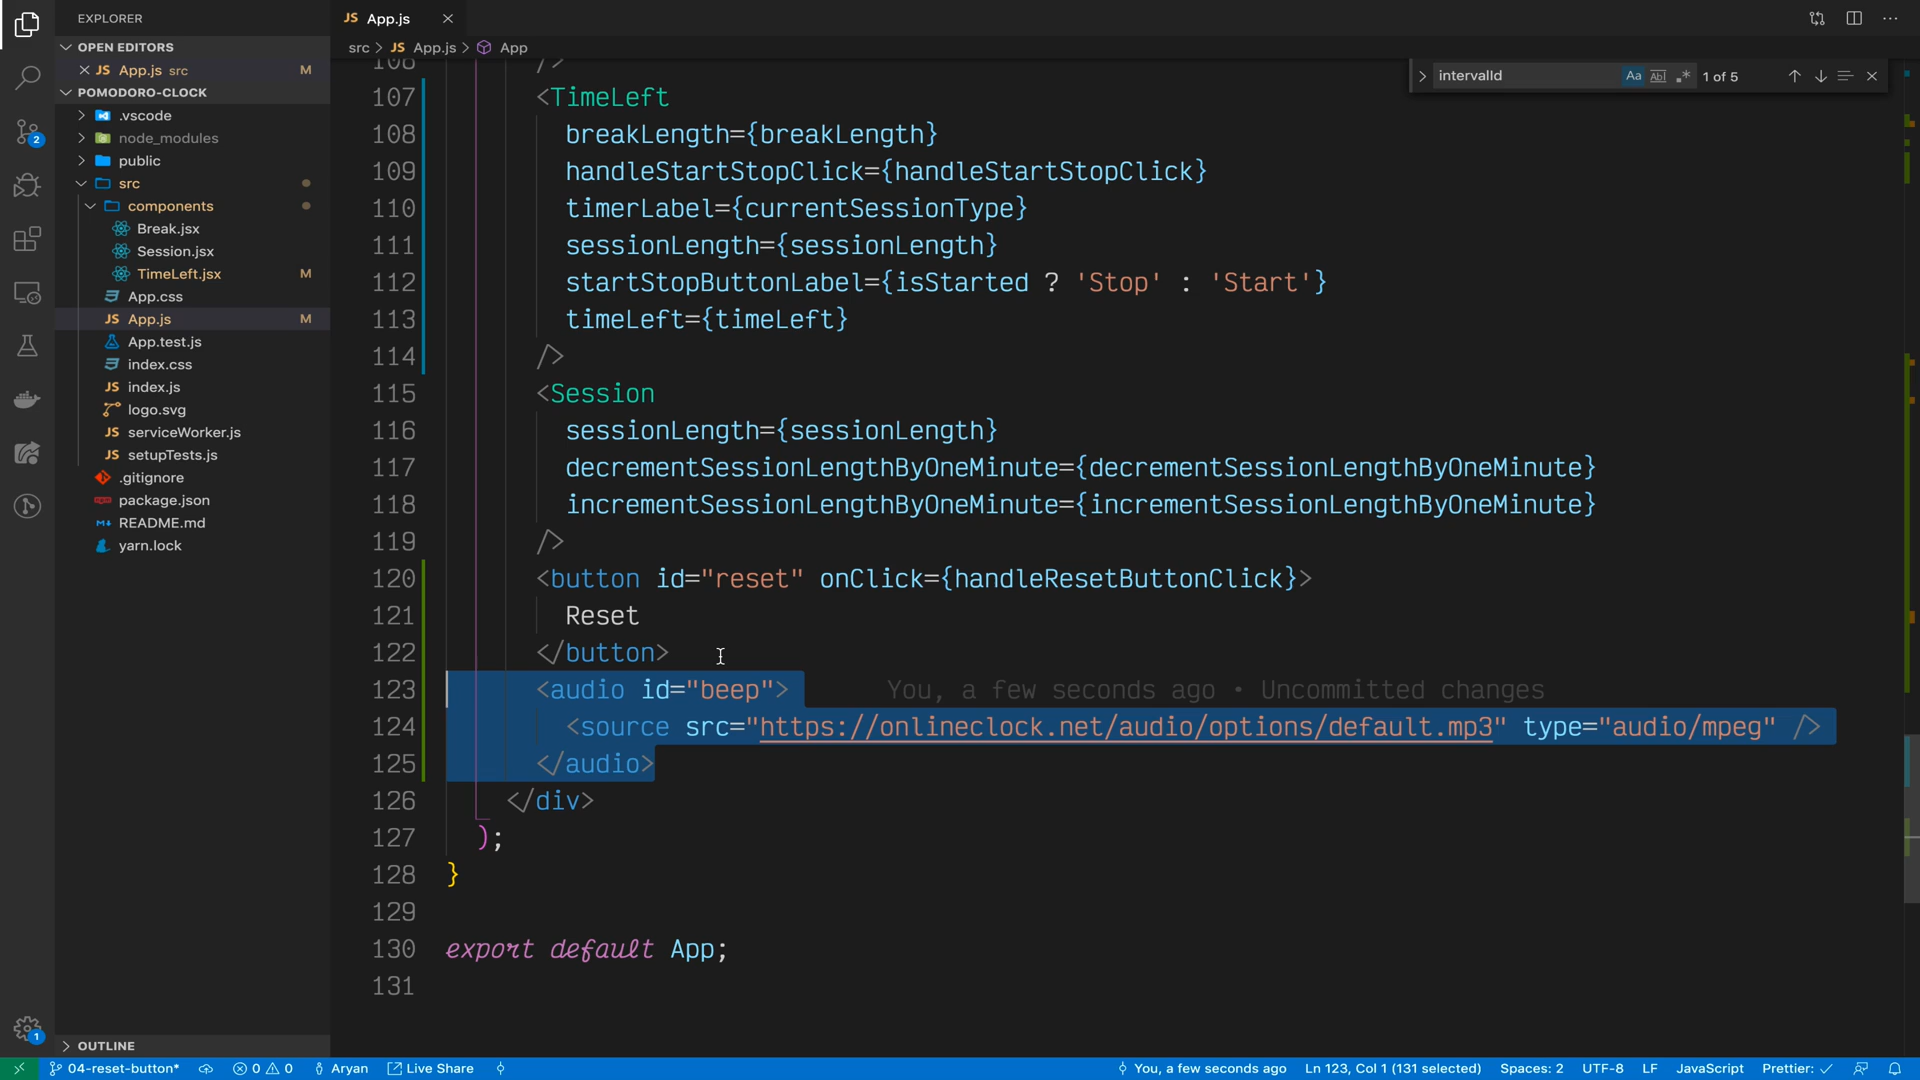 EXPLORER
OPEN EDITORS
JS App.js src M
POMODORO-CLOCK
.vscode
node_modules
public
src
components
Break.jsx
Session.jsx
TimeLeft.jsx M
App.css
JS App.js M
App.test.js
index.css
JS index.js
logo.svg
JS serviceWorker.js
JS setupTests.js
.gitignore
package.json
README.md
yarn.lock
OUTLINE
2
1
JS App.js
src > JS App.js > App
intervalId Aa Abl .* 1 of 5
106 />
107 <TimeLeft
108 breakLength={breakLength}
109 handleStartStopClick={handleStartStopClick}
110 timerLabel={currentSessionType}
111 sessionLength={sessionLength}
112 startStopButtonLabel={isStarted ? 'Stop' : 'Start'}
113 timeLeft={timeLeft}
114 />
115 <Session
116 sessionLength={sessionLength}
117 decrementSessionLengthByOneMinute={decrementSessionLengthByOneMinute}
118 incrementSessionLengthByOneMinute={incrementSessionLengthByOneMinute}
119 />
120 <button id="reset" onClick={handleResetButtonClick}>
121 Reset
122 </button>
123 <audio id="beep"> You, a few seconds ago • Uncommitted changes
124 <source src="https://onlineclock.net/audio/options/default.mp3" type="audio/mpeg" />
125 </audio>
126 </div>
127 );
128 }
129
130 export default App;
131
04-reset-button* 0 0 Aryan Live Share You, a few seconds ago Ln 123, Col 1 (131 selected) Spaces: 2 UTF-8 LF JavaScript Prettier: ✓